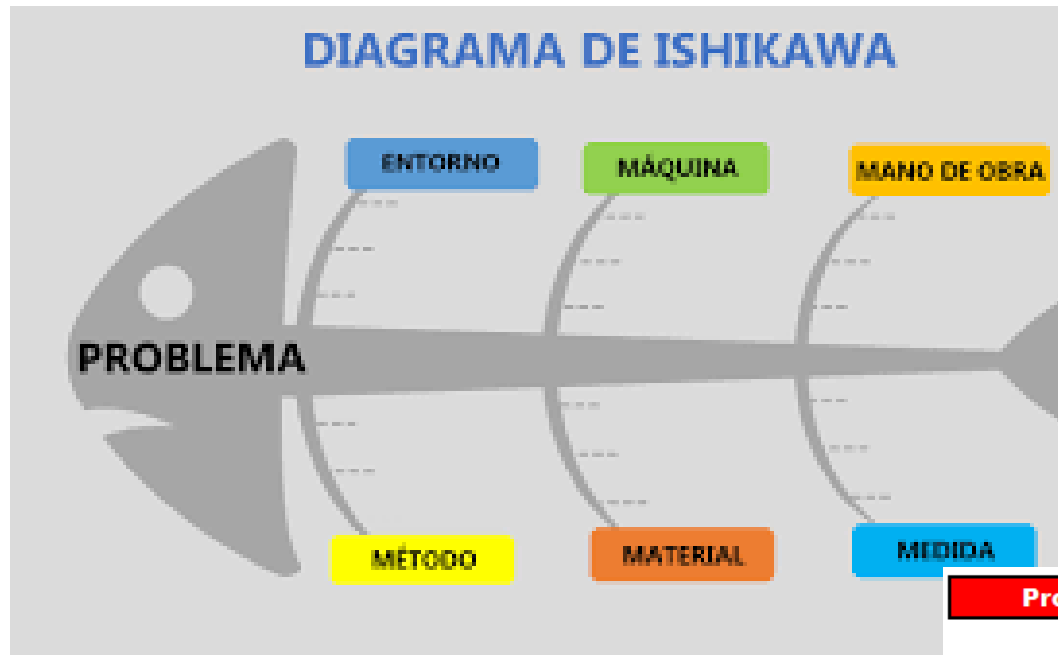 DIAGRAMA DE ISHIKAWA
ENTORNO
MÁQUINA
MANO DE OBRA
PROBLEMA
MÉTODO
MATERIAL
MEDIDA